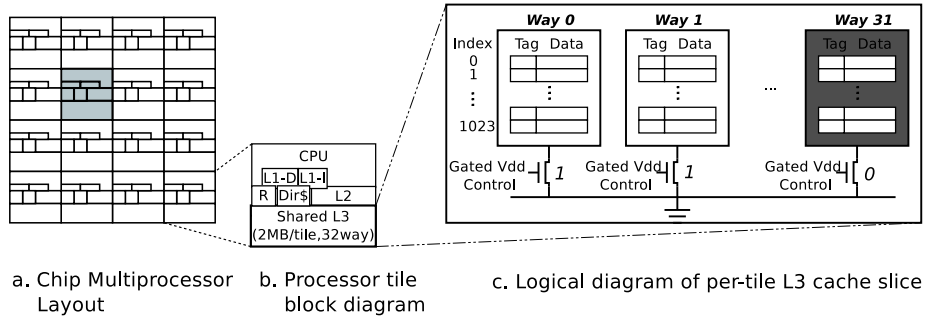 Way 0 Way 1 Way 31
Index Tag Data Tag Data Tag Data
0
1
⋮ ⋮ ⋮ ... ⋮
1023
Gated Vdd Control 1 Gated Vdd Control 1 Gated Vdd Control 0
CPU
L1-D L1-I
R Dir$ L2
Shared L3
(2MB/tile,32way)
a. Chip Multiprocessor
Layout
b. Processor tile
block diagram
c. Logical diagram of per-tile L3 cache slice